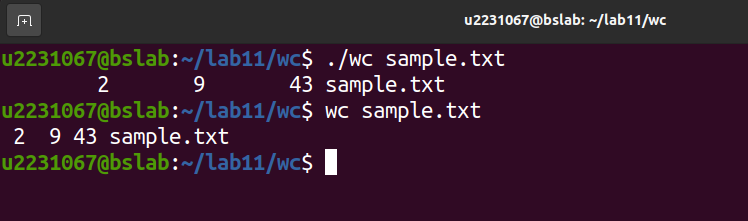 u2231067@bslab: ~/lab11/wc
u2231067@bslab:~/lab11/wc$ ./wc sample.txt
        2        9        43 sample.txt
u2231067@bslab:~/lab11/wc$ wc sample.txt
 2  9 43 sample.txt
u2231067@bslab:~/lab11/wc$